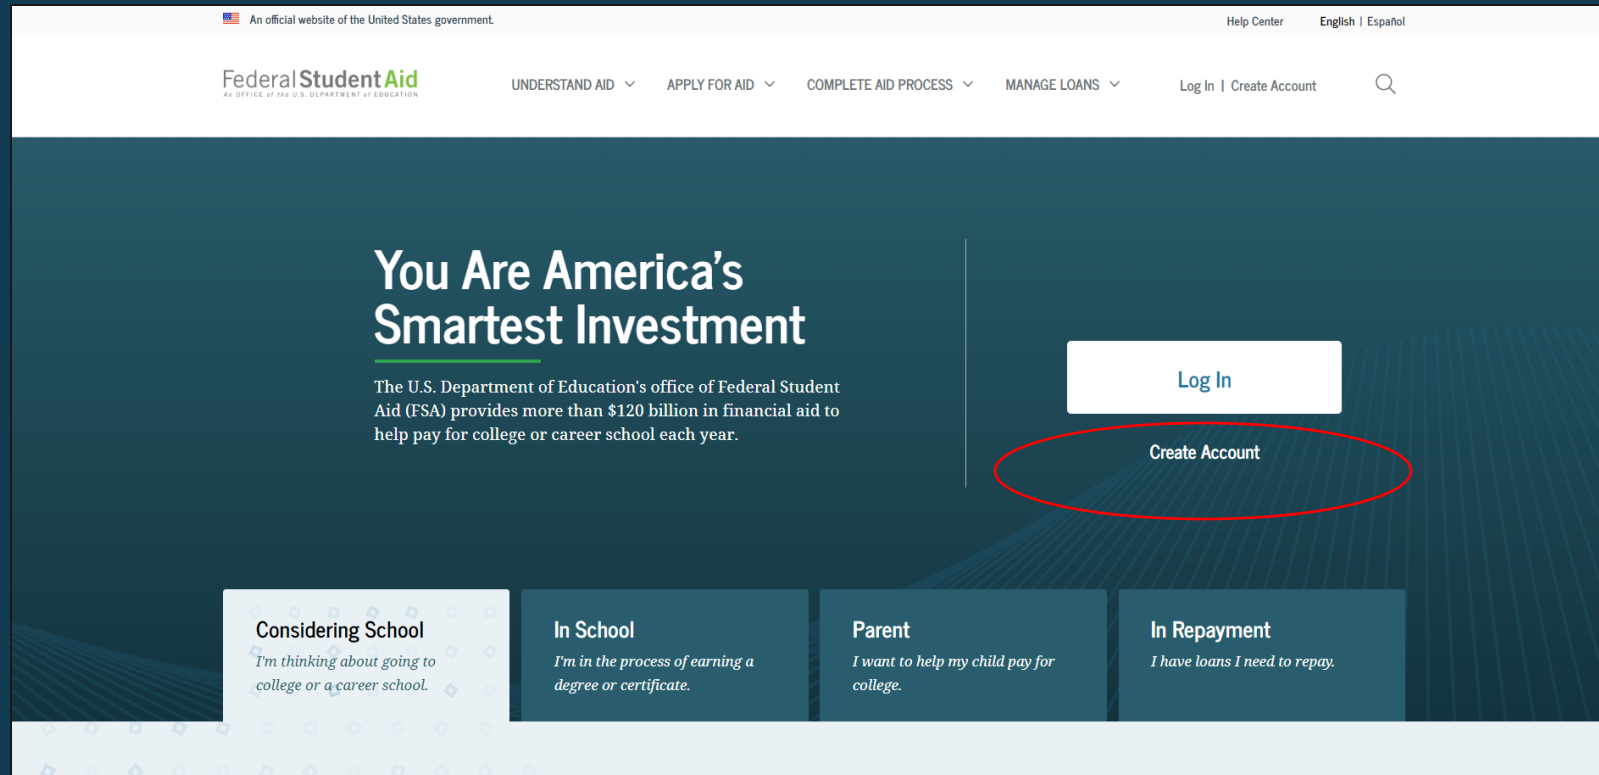 An official website of the United States government.
Help Center English | Español
Federal Student Aid
An OFFICE of the U.S. DEPARTMENT of EDUCATION
UNDERSTAND AID APPLY FOR AID COMPLETE AID PROCESS MANAGE LOANS Log In | Create Account
You Are America's
Smartest Investment
The U.S. Department of Education's office of Federal Student
Aid (FSA) provides more than $120 billion in financial aid to
help pay for college or career school each year.
Log In
Create Account
Considering School
I'm thinking about going to
college or a career school.
In School
I'm in the process of earning a
degree or certificate.
Parent
I want to help my child pay for
college.
In Repayment
I have loans I need to repay.